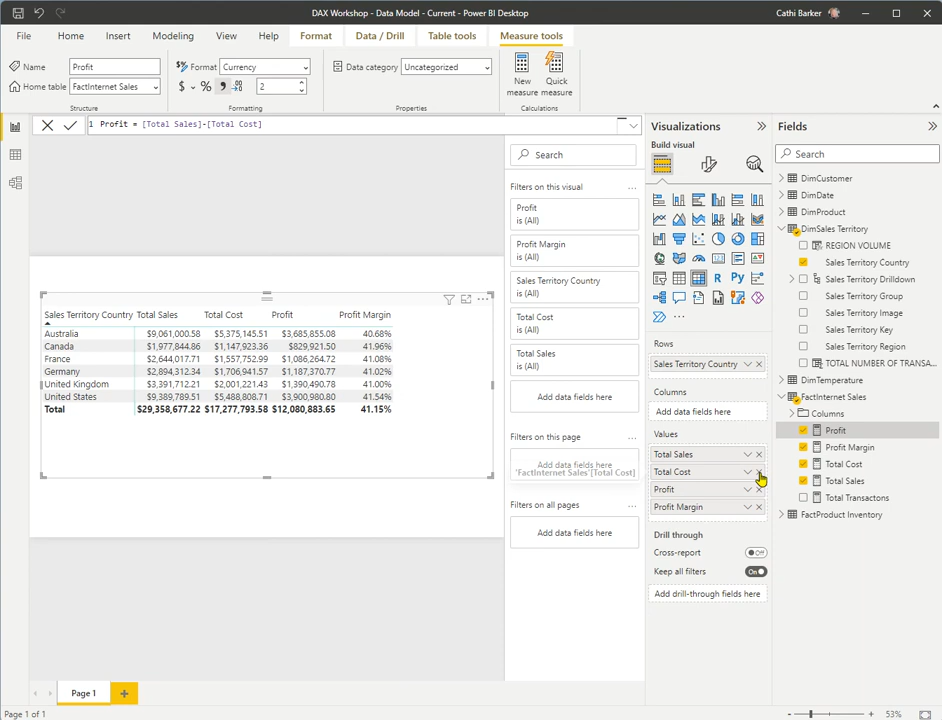 DAX Workshop - Data Model - Current - Power BI Desktop
Cathi Barker
File Home Insert Modeling View Help Format Data / Drill Table tools Measure tools
Name Profit
Home table FactInternet Sales
Structure
Format Currency
$ % 9 2
Formatting
Data category Uncategorized
Properties
New measure
Quick measure
Calculations
1 Profit = [Total Sales]-[Total Cost]
Sales Territory Country Total Sales Total Cost Profit Profit Margin
Australia $9,061,000.58 $5,375,145.51 $3,685,855.08 40.68%
Canada $1,977,844.86 $1,147,923.36 $829,921.50 41.96%
France $2,644,017.71 $1,557,752.99 $1,086,264.72 41.08%
Germany $2,894,312.34 $1,706,941.57 $1,187,370.77 41.02%
United Kingdom $3,391,712.21 $2,001,221.43 $1,390,490.78 41.00%
United States $9,389,789.51 $5,488,808.71 $3,900,980.80 41.54%
Total $29,358,677.22 $17,277,793.58 $12,080,883.65 41.15%
Search
Filters on this visual ...
Profit
is (All)
Profit Margin
is (All)
Sales Territory Country
is (All)
Total Cost
is (All)
Total Sales
is (All)
Add data fields here
Filters on this page ...
Add data fields here
'FactInternet Sales'[Total Cost]
Filters on all pages ...
Add data fields here
Visualizations
Build visual
R Py
123
...
Rows
Sales Territory Country
Columns
Add data fields here
Values
Total Sales
Total Cost
Profit
Profit Margin
Drill through
Cross-report Off
Keep all filters On
Add drill-through fields here
Fields
Search
DimCustomer
DimDate
DimProduct
DimSales Territory
REGION VOLUME
Sales Territory Country
Sales Territory Drilldown
Sales Territory Group
Sales Territory Image
Sales Territory Key
Sales Territory Region
TOTAL NUMBER OF TRANSA...
DimTemperature
FactInternet Sales
Columns
Profit
Profit Margin
Total Cost
Total Sales
Total Transactons
FactProduct Inventory
Page 1
Page 1 of 1
53%